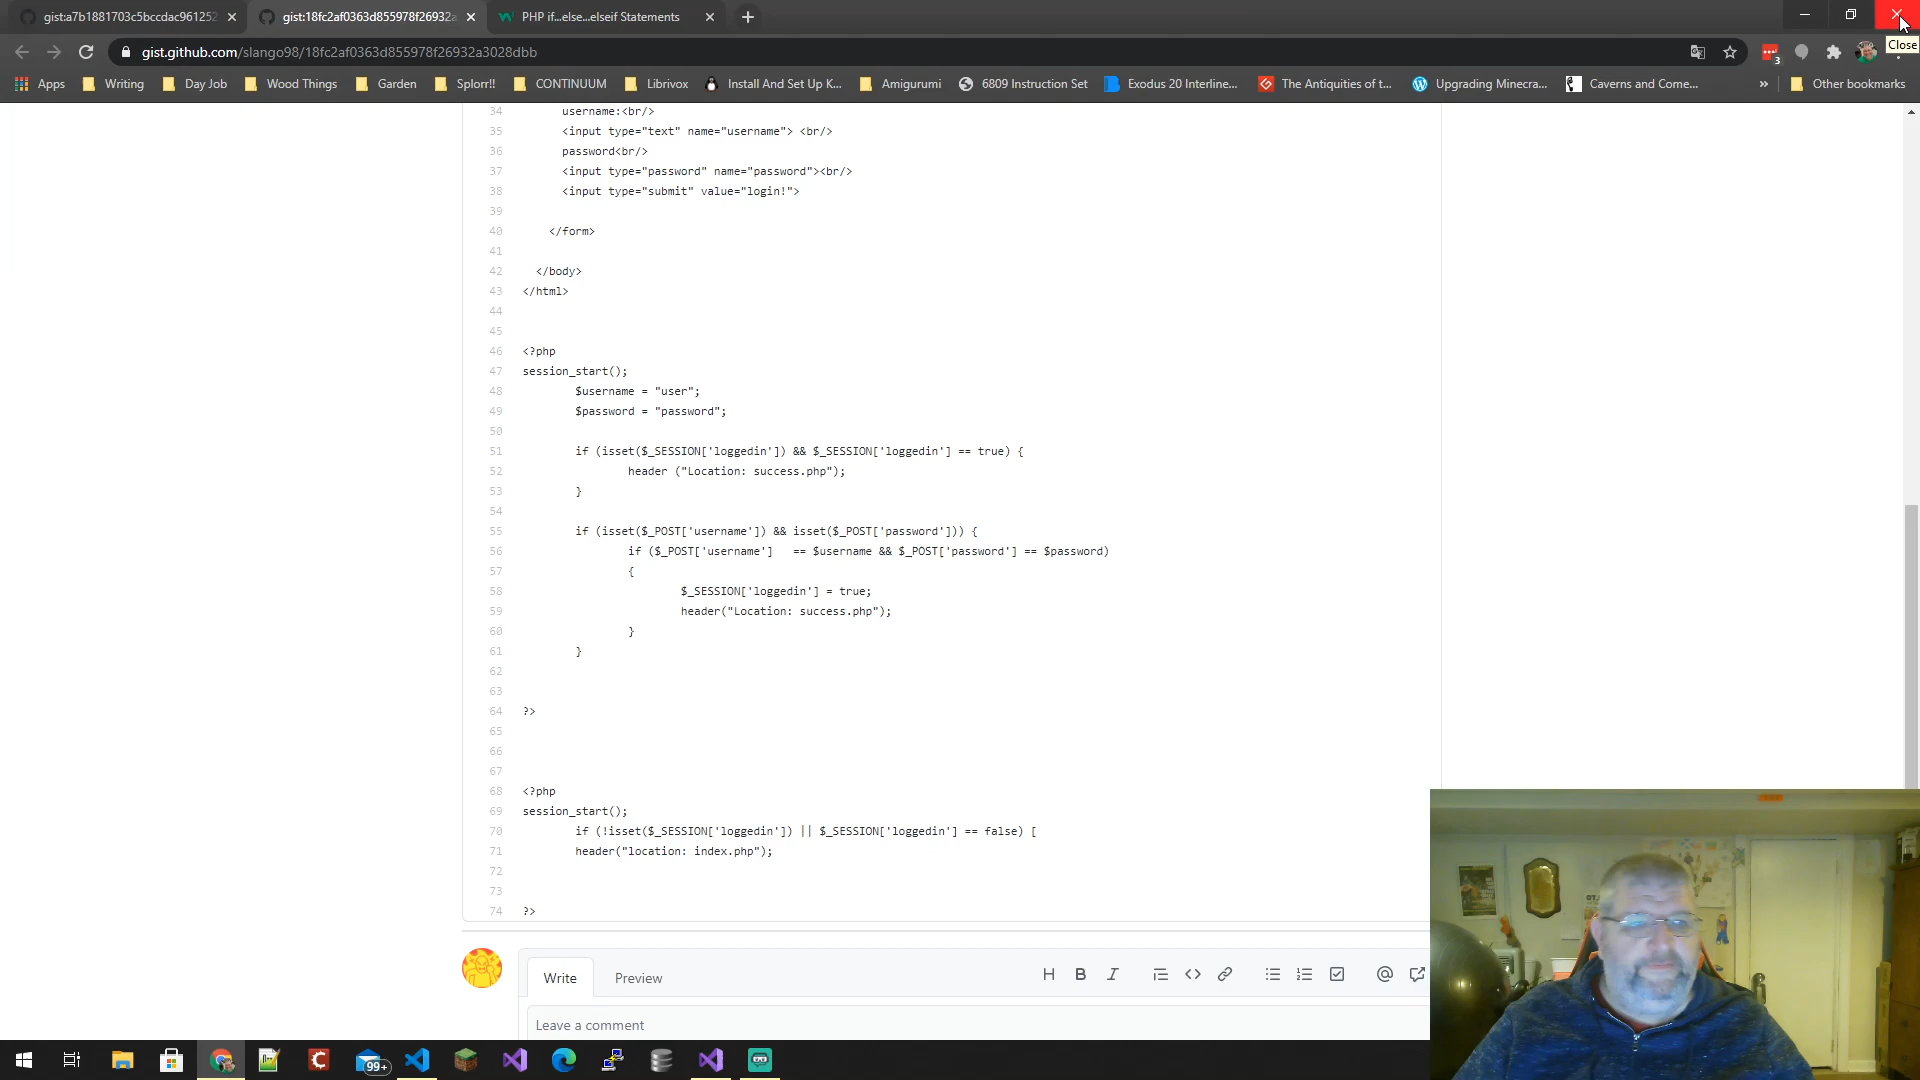 gist:a7b1881703c5bccdac961252
gist:18fc2af0363d855978f26932a
PHP if...else...elseif Statements
gist.github.com/slango98/18fc2af0363d855978f26932a3028dbb
3
Close
Apps
Writing
Day Job
Wood Things
Garden
Splorr!!
CONTINUUM
Librivox
Install And Set Up K...
Amigurumi
6809 Instruction Set
Exodus 20 Interline...
The Antiquities of t...
Upgrading Minecra...
Caverns and Come...
»
Other bookmarks
34 username:<br/>
35 <input type="text" name="username"> <br/>
36 password<br/>
37 <input type="password" name="password"><br/>
38 <input type="submit" value="login!">
39
40 </form>
41
42 </body>
43 </html>
44
45
46 <?php
47 session_start();
48 $username = "user";
49 $password = "password";
50
51 if (isset($_SESSION['loggedin']) && $_SESSION['loggedin'] == true) {
52 header ("Location: success.php");
53 }
54
55 if (isset($_POST['username']) && isset($_POST['password'])) {
56 if ($_POST['username']   == $username && $_POST['password'] == $password)
57 {
58 $_SESSION['loggedin'] = true;
59 header("Location: success.php");
60 }
61 }
62
63
64 ?>
65
66
67
68 <?php
69 session_start();
70 if (!isset($_SESSION['loggedin']) || $_SESSION['loggedin'] == false) [
71 header("location: index.php");
72
73
74 ?>
Write
Preview
H B I
Leave a comment
99+